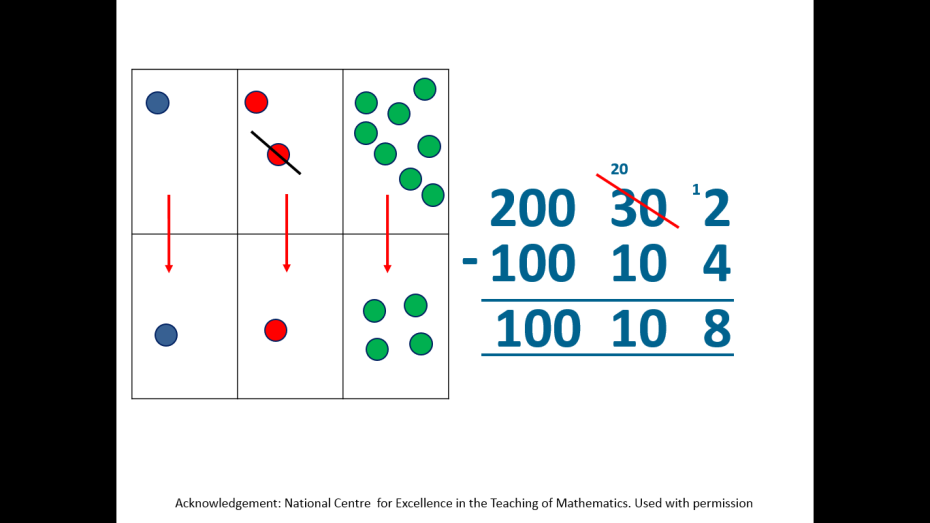 20
200 30 ¹2
- 100 10 4
100 10 8
Acknowledgement: National Centre for Excellence in the Teaching of Mathematics. Used with permission